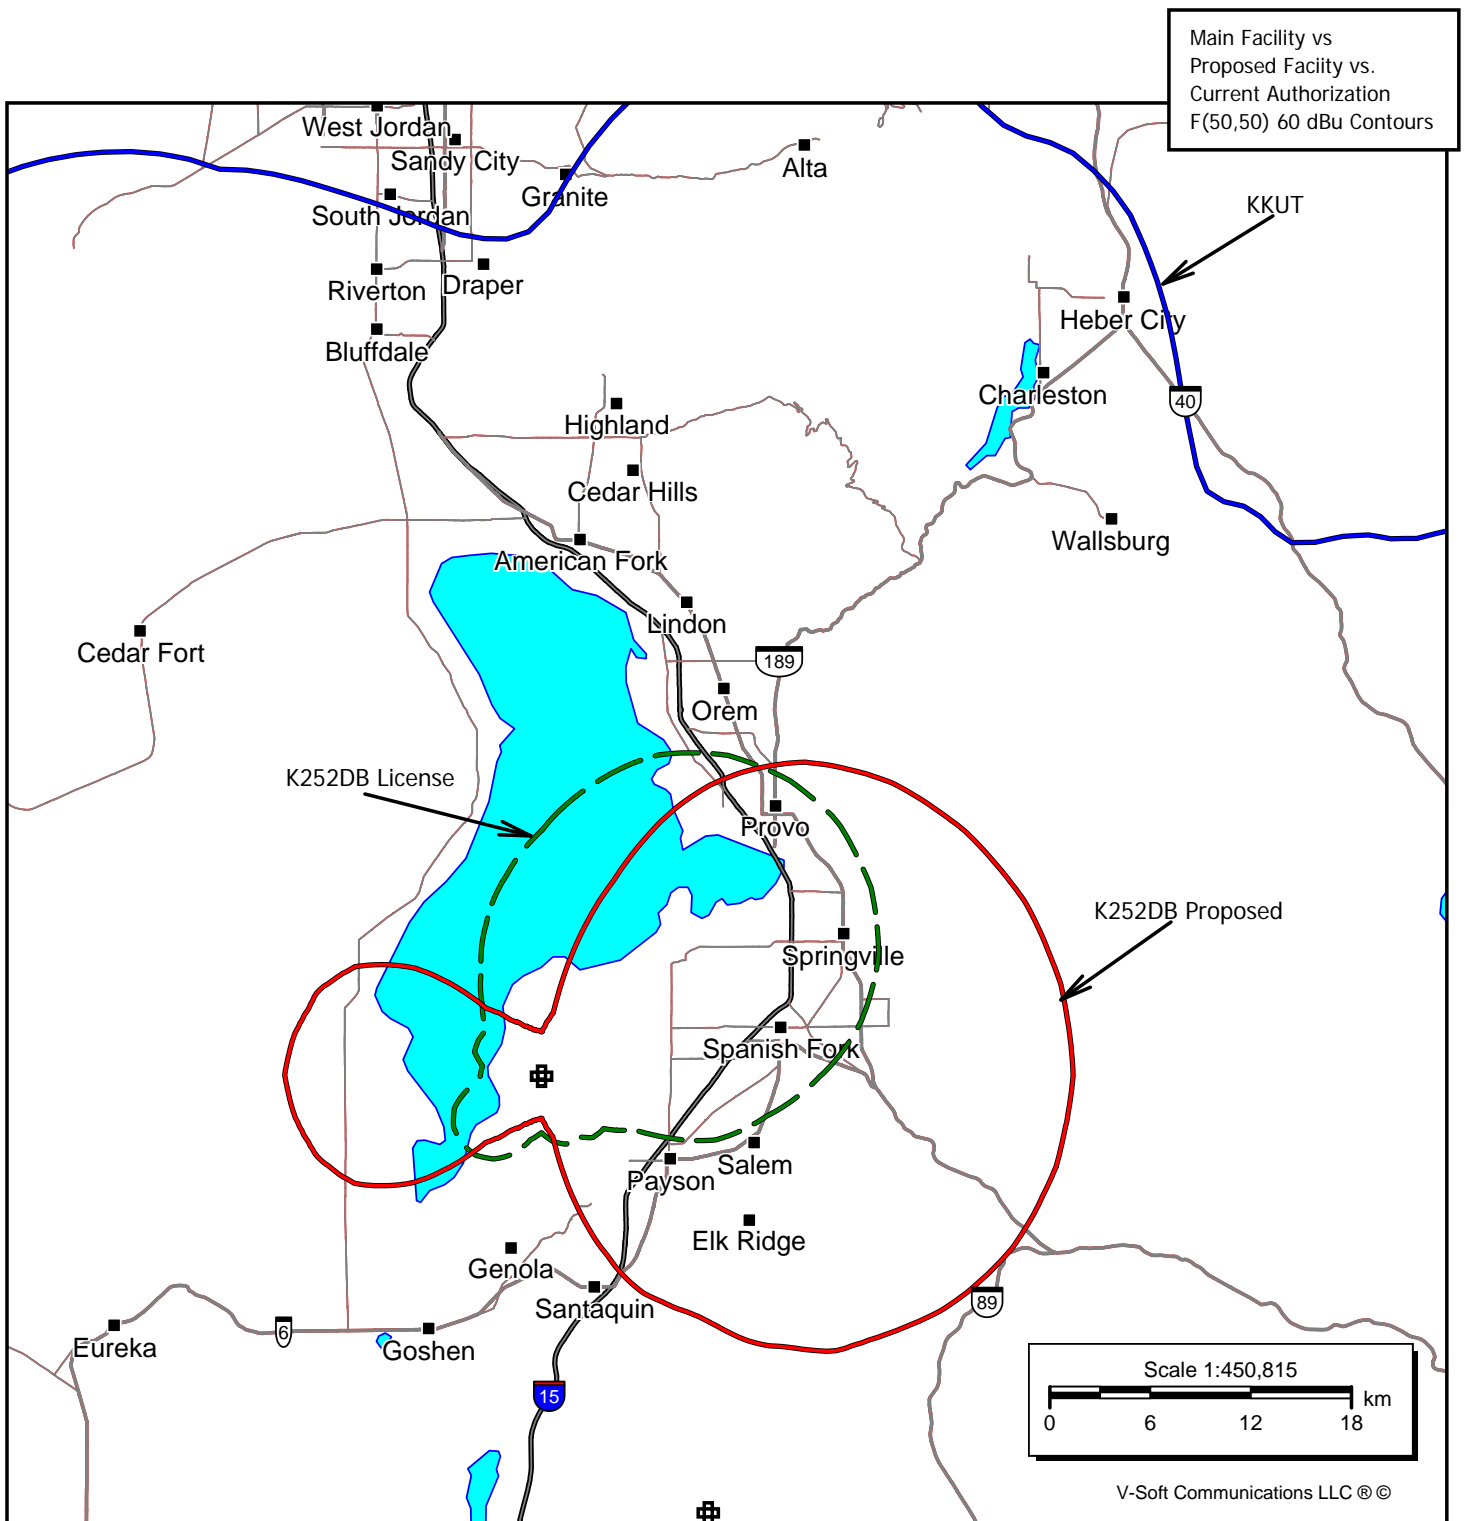 Main Facility vs
Proposed Faciity vs.
Current Authorization
F(50,50) 60 dBu Contours
West Jordan
Sandy City
Alta
Granite
South Jordan
KKUT
Riverton
Draper
Heber City
Bluffdale
Charleston
40
Highland
Cedar Hills
Wallsburg
American Fork
Lindon
Cedar Fort
189
Orem
K252DB License
Provo
K252DB Proposed
Springville
Spanish Fork
Salem
Payson
Elk Ridge
Genola
Santaquin
89
6
Eureka
Goshen
15
Scale 1:450,815
km
0 6 12 18
V-Soft Communications LLC ® ©